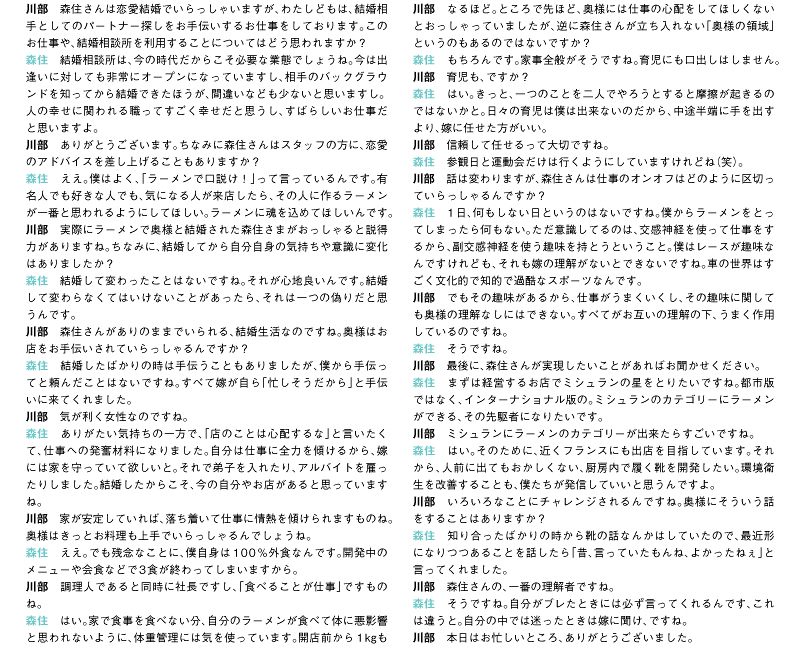 川部　森住さんは恋愛結婚でいらっしゃいますが、わたしどもは、結婚相
手としてのパートナー探しをお手伝いするお仕事をしております。この
お仕事や、結婚相談所を利用することについてはどう思われますか？
森住　結婚相談所は、今の時代だからこそ必要な業態でしょうね。今は出
逢いに対しても非常にオープンになっていますし、相手のバックグラウ
ンドを知ってから結婚できたほうが、間違いなども少ないと思いますし。
人の幸せに関われる職ってすごく幸せだと思うし、すばらしいお仕事だ
と思いますよ。
川部　ありがとうございます。ちなみに森住さんはスタッフの方に、恋愛
のアドバイスを差し上げることもありますか？
森住　ええ。僕はよく、「ラーメンで口説け！」って言っているんです。有
名人でも好きな人でも、気になる人が来店したら、その人に作るラーメン
が一番と思われるようにしてほしい。ラーメンに魂を込めてほしいんです。
川部　実際にラーメンで奥様と結婚された森住さまがおっしゃると説得
力がありますね。ちなみに、結婚してから自分自身の気持ちや意識に変化
はありましたか？
森住　結婚して変わったことはないですね。それが心地良いんです。結婚
して変わらなくてはいけないことがあったら、それは一つの偽りだと思
うんです。
川部　森住さんがありのままでいられる、結婚生活なのですね。奥様はお
店をお手伝いされていらっしゃるんですか？
森住　結婚したばかりの時は手伝うこともありましたが、僕から手伝っ
てと頼んだことはないですね。すべて嫁が自ら「忙しそうだから」と手伝
いに来てくれました。
川部　気が利く女性なのですね。
森住　ありがたい気持ちの一方で、「店のことは心配するな」と言いたく
て、仕事への発奮材料になりました。自分は仕事に全力を傾けるから、嫁
には家を守っていて欲しいと。それで弟子を入れたり、アルバイトを雇っ
たりしました。結婚したからこそ、今の自分やお店があると思っています
ね。
川部　家が安定していれば、落ち着いて仕事に情熱を傾けられますものね。
奥様はきっとお料理も上手でいらっしゃるんでしょうね。
森住　ええ。でも残念なことに、僕自身は100％外食なんです。開発中の
メニューや会食などで3食が終わってしまいますから。
川部　調理人であると同時に社長ですし、「食べることが仕事」ですもの
ね。
森住　はい。家で食事を食べない分、自分のラーメンが食べて体に悪影響
と思われないように、体重管理には気を使っています。開店前から1kgも
川部　なるほど。ところで先ほど、奥様には仕事の心配をしてほしくない
とおっしゃっていましたが、逆に森住さんが立ち入れない「奥様の領域」
というのもあるのではないですか？
森住　もちろんです。家事全般がそうですね。育児にも口出しはしません。
川部　育児も、ですか？
森住　はい。きっと、一つのことを二人でやろうとすると摩擦が起きるの
ではないかと。日々の育児は僕は出来ないのだから、中途半端に手を出す
より、嫁に任せた方がいい。
川部　信頼して任せるって大切ですね。
森住　参観日と運動会だけは行くようにしていますけれどね（笑）。
川部　話は変わりますが、森住さんは仕事のオンオフはどのように区切っ
ていらっしゃるんですか？
森住　1日、何もしない日というのはないですね。僕からラーメンをとっ
てしまったら何もない。ただ意識してるのは、交感神経を使って仕事をす
るから、副交感神経を使う趣味を持とうということ。僕はレースが趣味な
んですけれども、それも嫁の理解がないとできないですね。車の世界はす
ごく文化的で知的で過酷なスポーツなんです。
川部　でもその趣味があるから、仕事がうまくいくし、その趣味に関して
も奥様の理解なしにはできない。すべてがお互いの理解の下、うまく作用
しているのですね。
森住　そうですね。
川部　最後に、森住さんが実現したいことがあればお聞かせください。
森住　まずは経営するお店でミシュランの星をとりたいですね。都市版
ではなく、インターナショナル版の。ミシュランのカテゴリーにラーメン
ができる、その先駆者になりたいです。
川部　ミシュランにラーメンのカテゴリーが出来たらすごいですね。
森住　はい。そのために、近くフランスにも出店を目指しています。それ
から、人前に出てもおかしくない、厨房内で履く靴を開発したい。環境衛
生を改善することも、僕たちが発信していいと思うんですよ。
川部　いろいろなことにチャレンジされるんですね。奥様にそういう話
をすることはありますか？
森住　知り合ったばかりの時から靴の話なんかはしていたので、最近形
になりつつあることを話したら「昔、言っていたもんね、よかったねぇ」と
言ってくれました。
川部　森住さんの、一番の理解者ですね。
森住　そうですね。自分がブレたときには必ず言ってくれるんです、これ
は違うと。自分の中では迷ったときは嫁に聞け、ですね。
川部　本日はお忙しいところ、ありがとうございました。